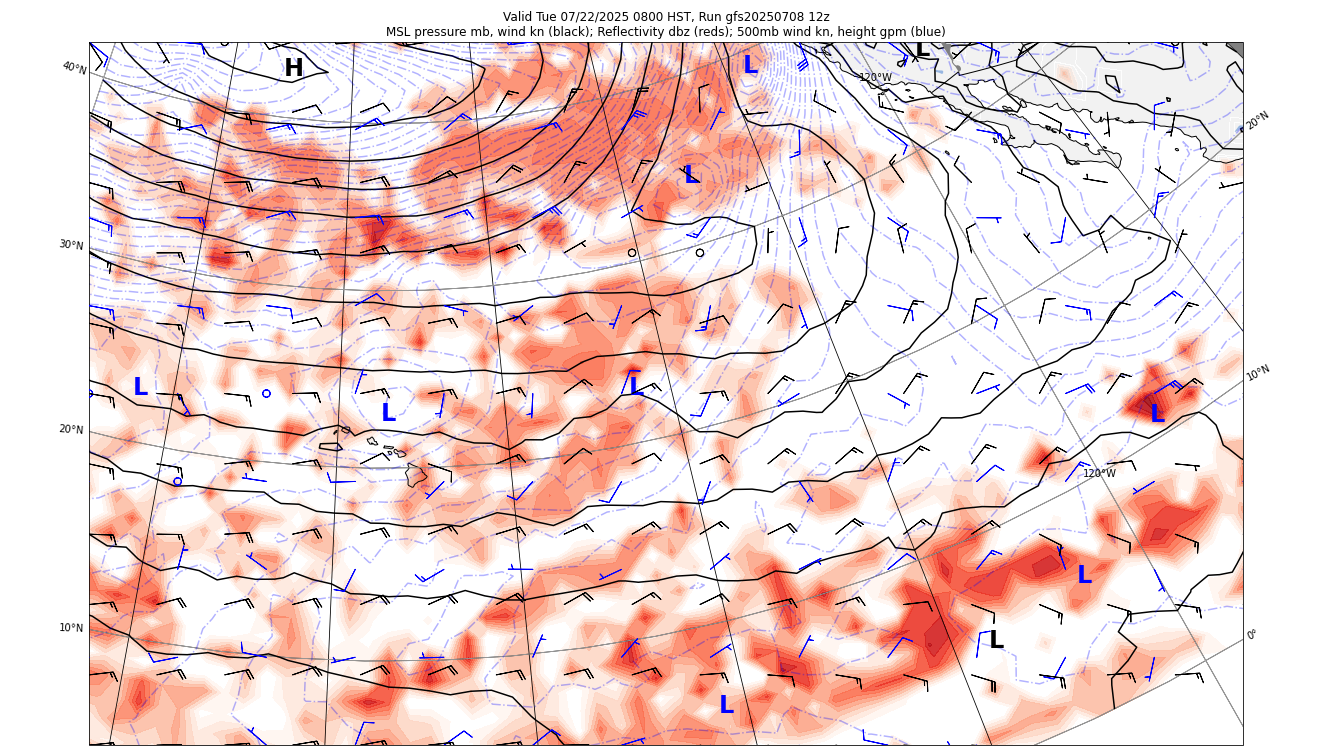 Valid Tue 07/22/2025 0800 HST, Run gfs20250708 12z
MSL pressure mb, wind kn (black); Reflectivity dbz (reds); 500mb wind kn, height gpm (blue)
L
H
L
40°N
120°W
20°N
L
30°N
10°N
L
L
L
L
20°N
120°W
L
10°N
0°
L
L